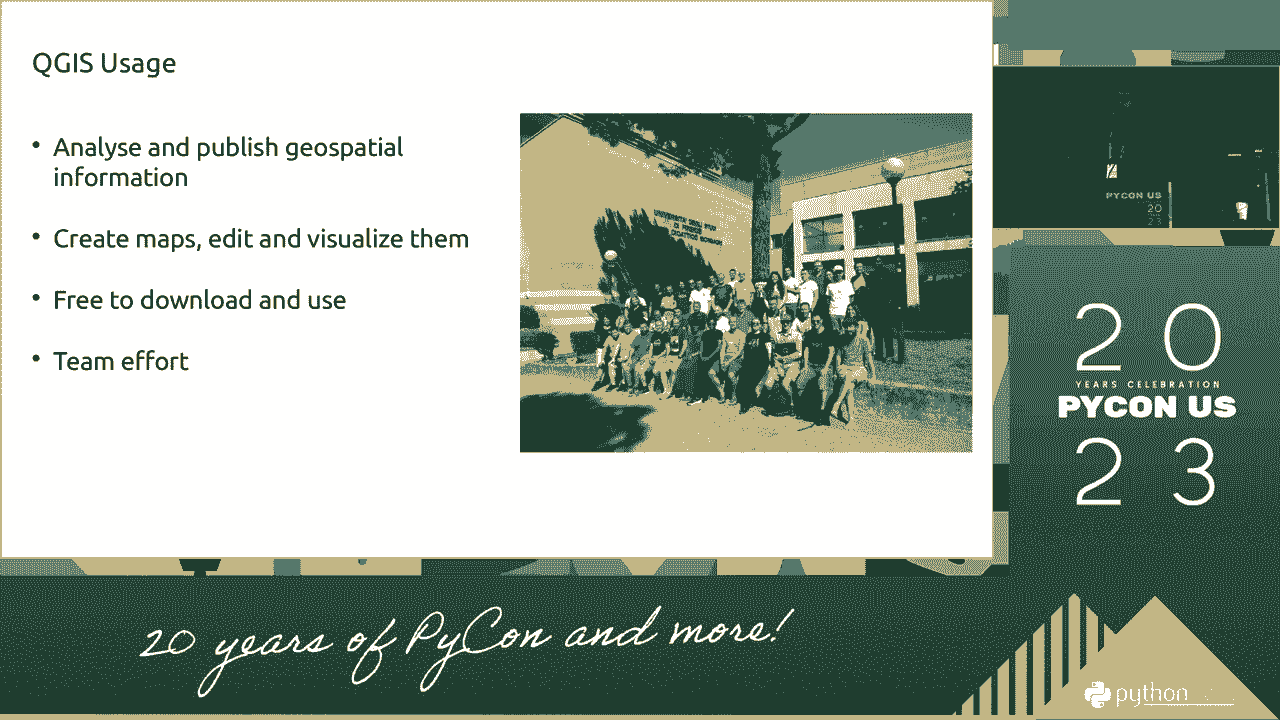 QGIS Usage
• Analyse and publish geospatial
information
• Create maps, edit and visualize them
• Free to download and use
• Team effort
PYCON US
20
23
20
YEARS CELEBRATION
PYCON US
23
20 years of PyCon and more!
python